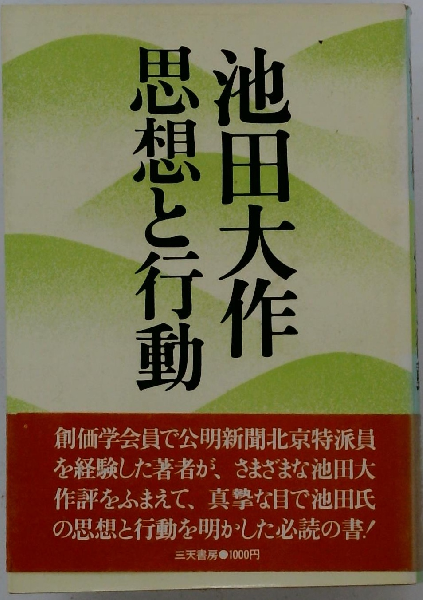 池田大作
思想と行動
創価学会員で公明新聞北京特派員
を経験した著者が、さまざまな池田大
作評をふまえて、真摯な目で池田氏
の思想と行動を明かした必読の書!
三天書房●1000円